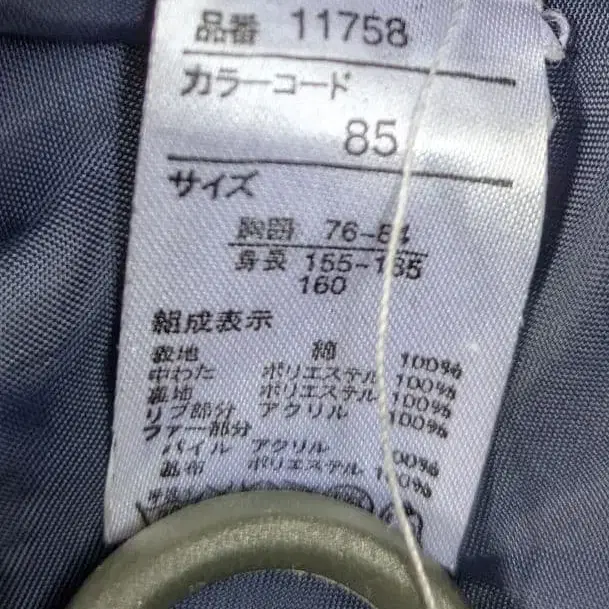 品番 11758
カラーコード
85
サイズ
胸囲 76-84
身長 155-165
160
組成表示
表地 綿 100%
中わた ポリエステル 100%
裏地 ポリエステル 100%
リブ部分 アクリル 100%
ファー部分
パイル アクリル 100%
基布 ポリエステル 100%